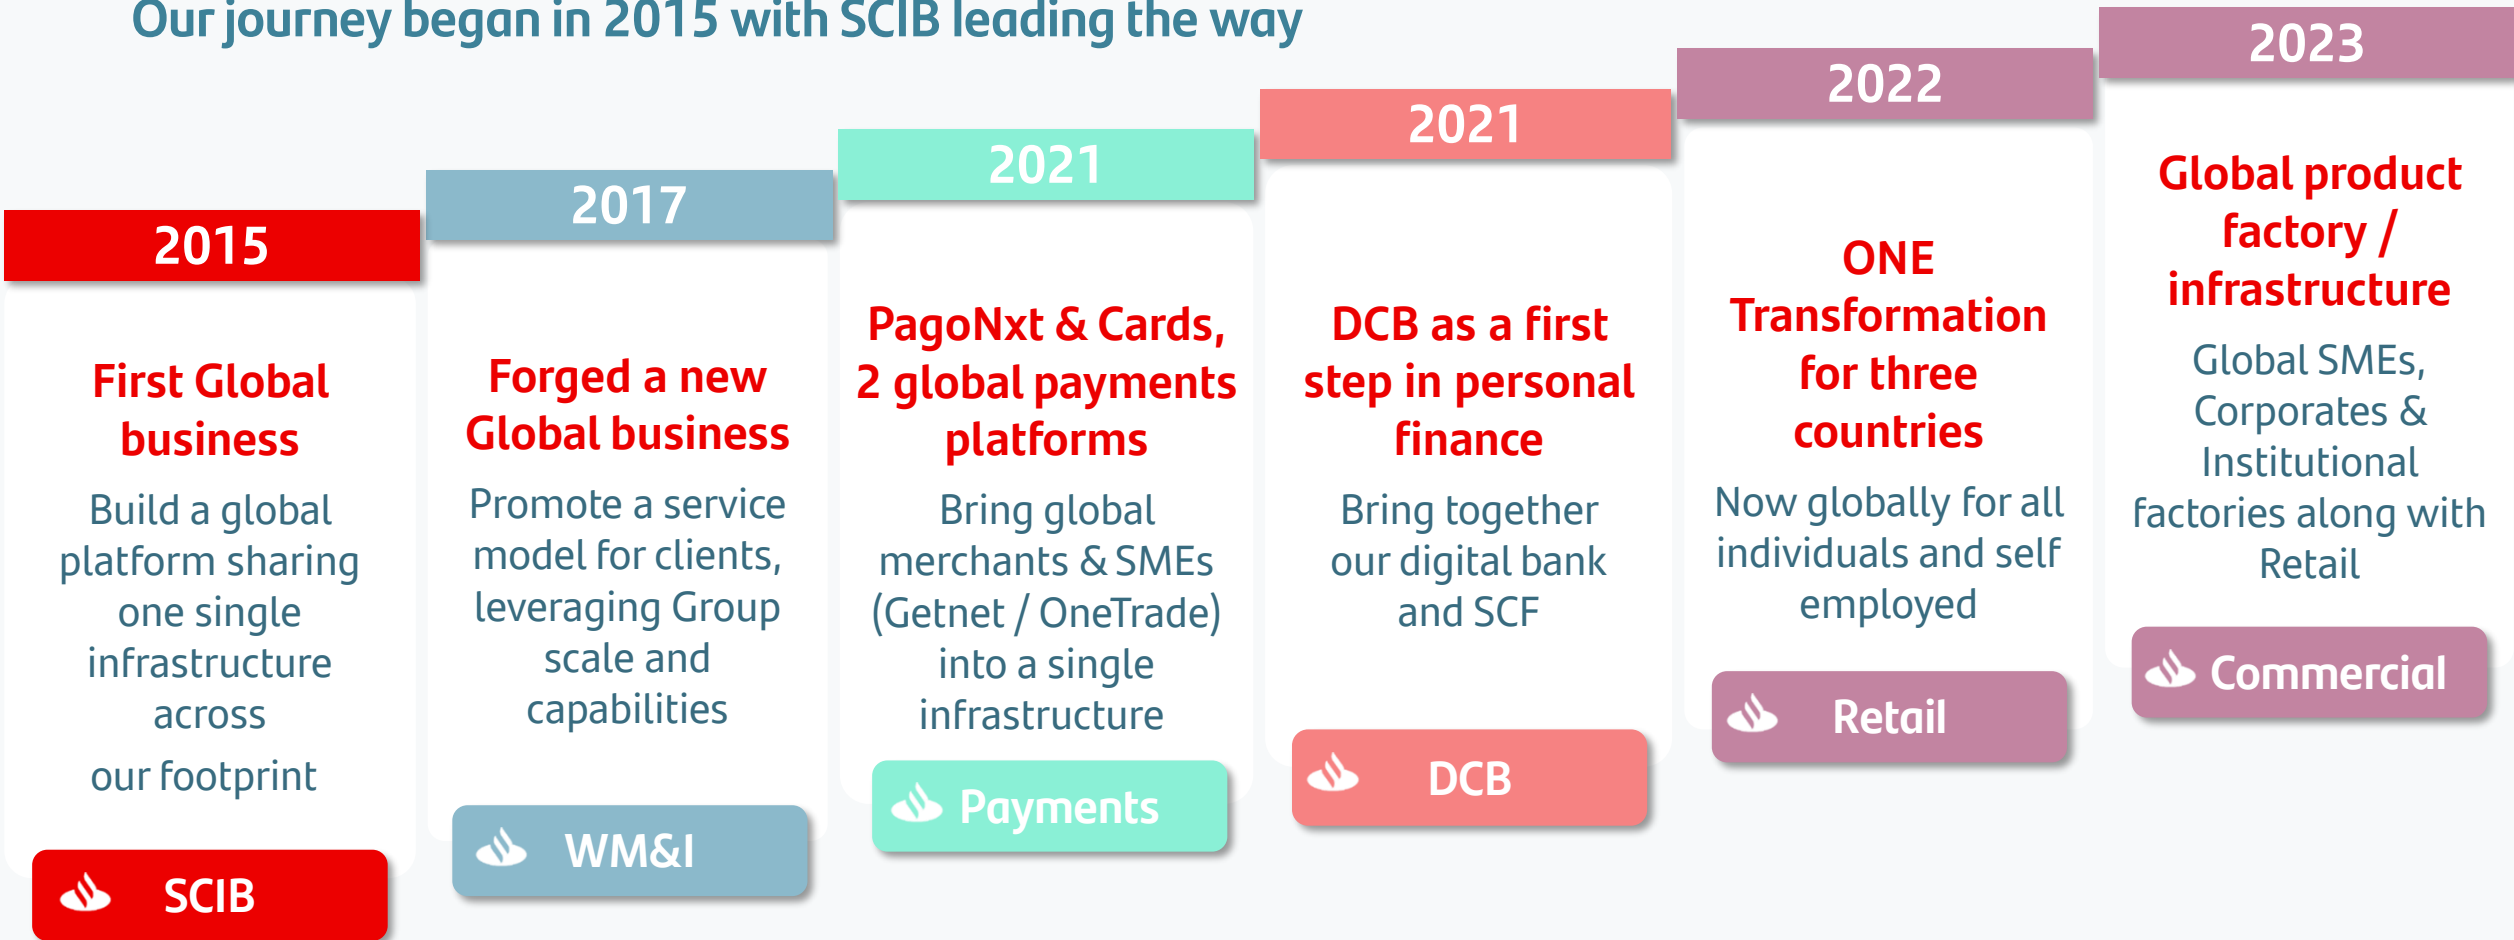 Our journey began in 2015 with SCIB leading the way
2015
First Global
business
Build a global
platform sharing
one single
infrastructure
across
our footprint
SCIB
2017
Forged a new
Global business
Promote a service
model for clients,
leveraging Group
scale and
capabilities
WM&I
2021
PagoNxt & Cards,
2 global payments
platforms
Bring global
merchants & SMEs
(Getnet / OneTrade)
into a single
infrastructure
Payments
2021
DCB as a first
step in personal
finance
Bring together
our digital bank
and SCF
DCB
2022
ONE
Transformation
for three
countries
Now globally for all
individuals and self
employed
Retail
2023
Global product
factory /
infrastructure
Global SMEs,
Corporates &
Institutional
factories along with
Retail
Commercial